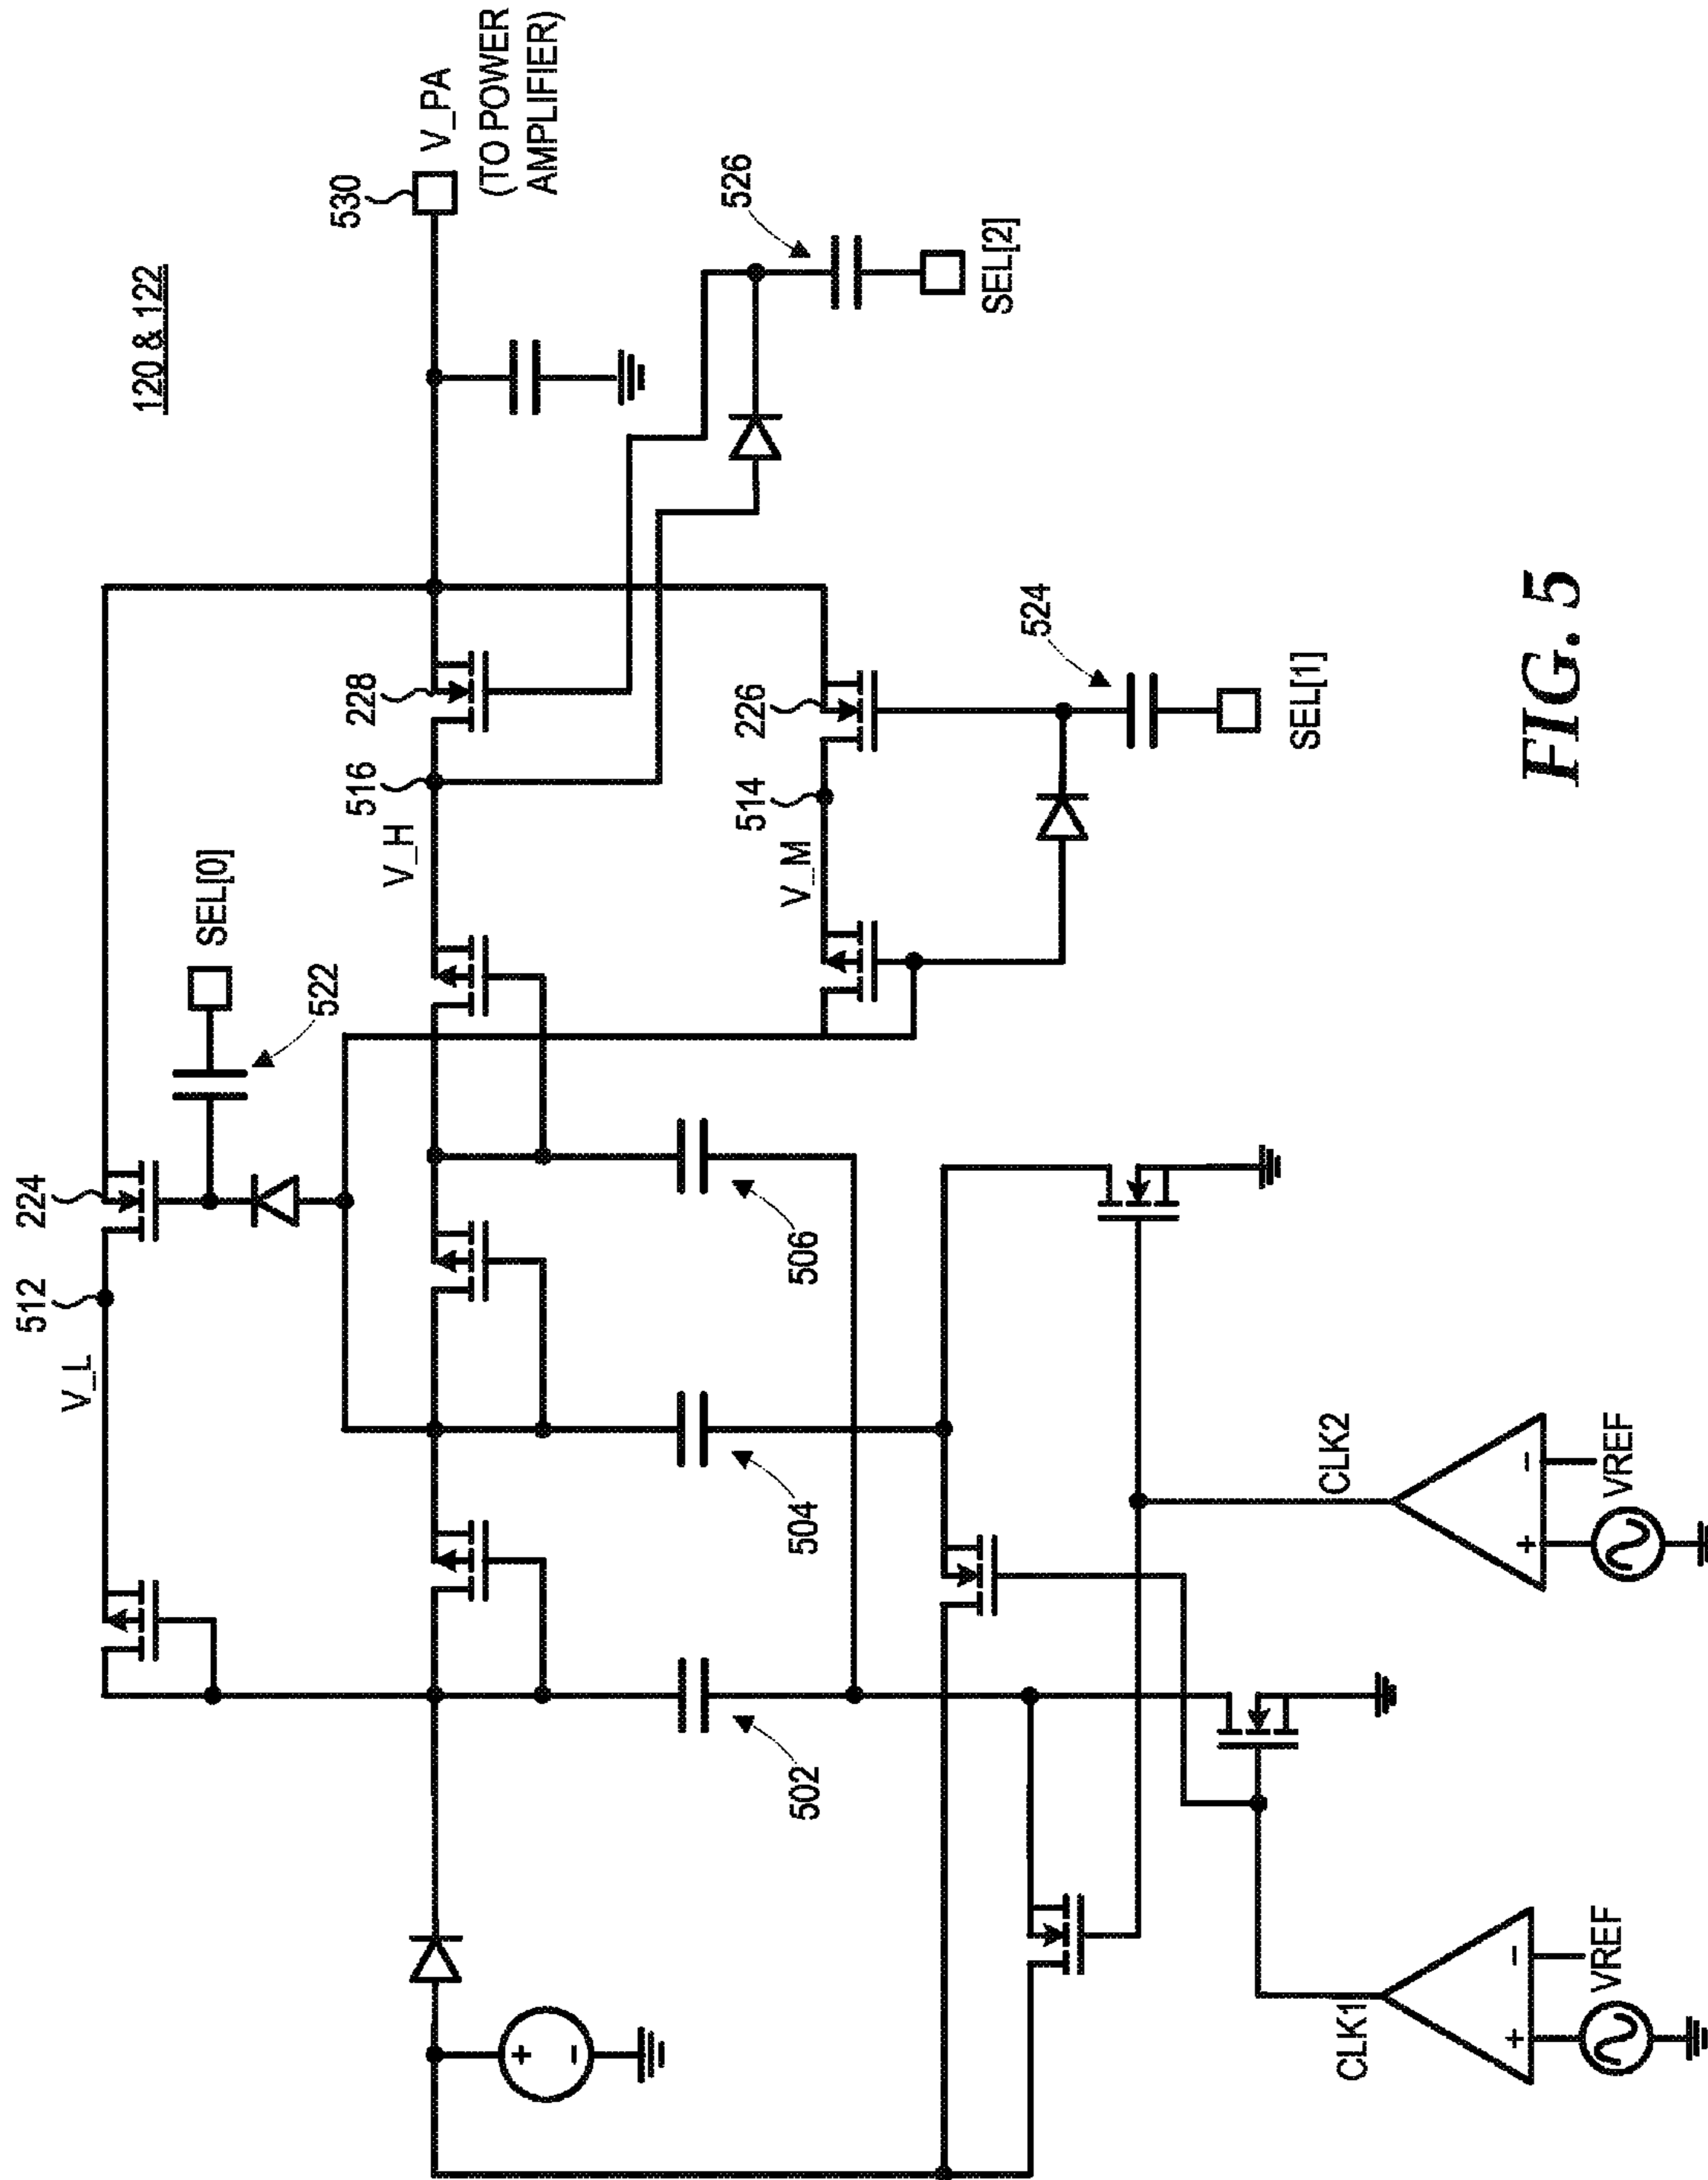 120 & 122
530
V_PA
(TO POWER
AMPLIFIER)
526
SEL[2]
228
516
V_H
226
514
V_M
524
SEL[1]
SEL[0]
522
224
512
V_L
506
504
502
CLK2
+
-
VREF
CLK1
+
-
VREF
+
-
FIG. 5